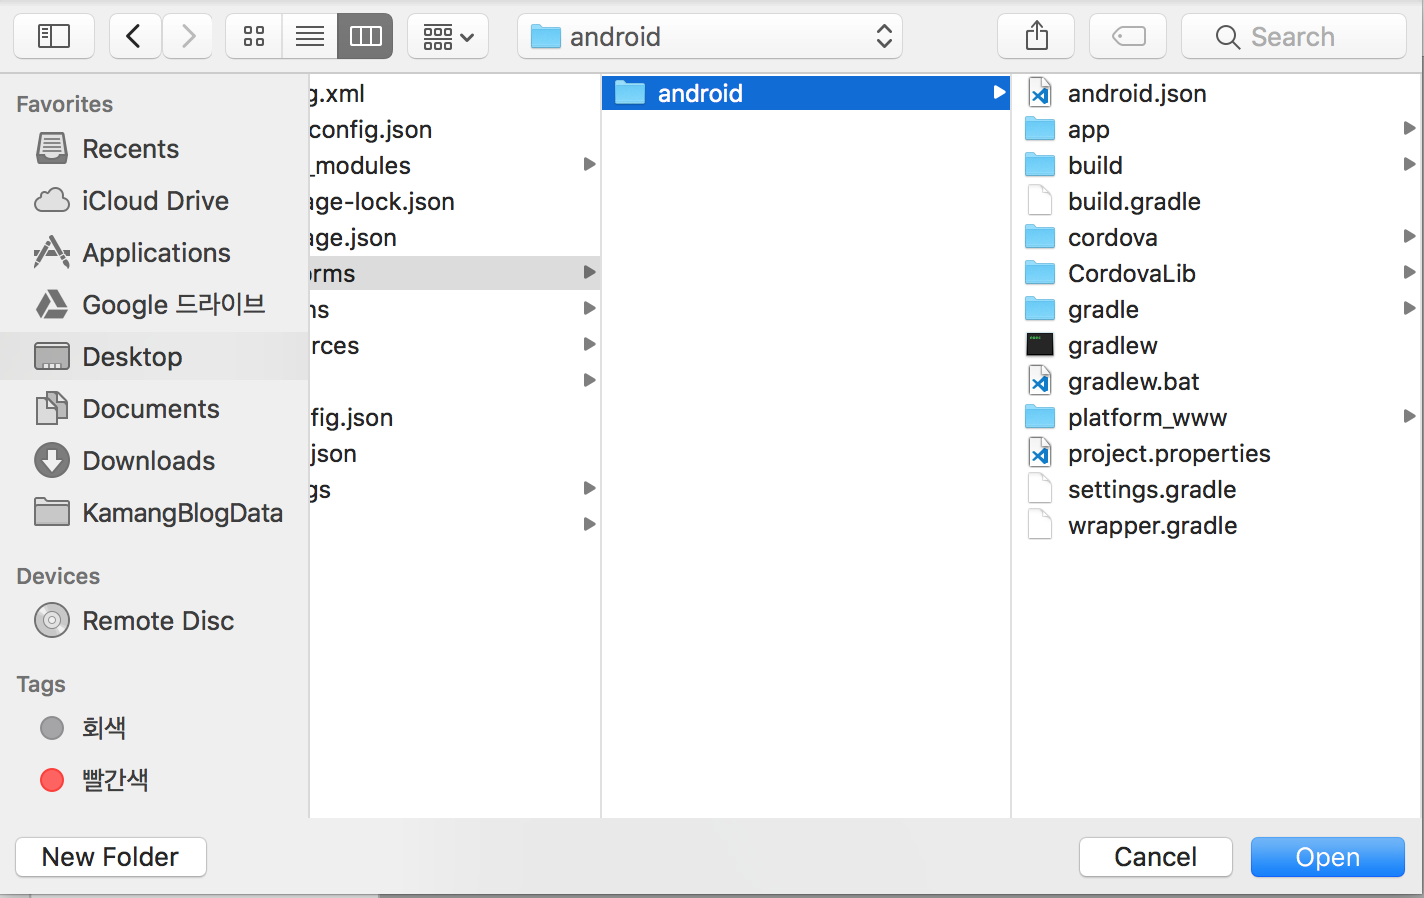 android
Search
Favorites
Recents
iCloud Drive
Applications
Google 드라이브
Desktop
Documents
Downloads
KamangBlogData
Devices
Remote Disc
Tags
회색
빨간색
g.xml
config.json
_modules
age-lock.json
age.json
orms
ns
rces
fig.json
.json
gs
android
android.json
app
build
build.gradle
cordova
CordovaLib
gradle
gradlew
gradlew.bat
platform_www
project.properties
settings.gradle
wrapper.gradle
New Folder
Cancel
Open